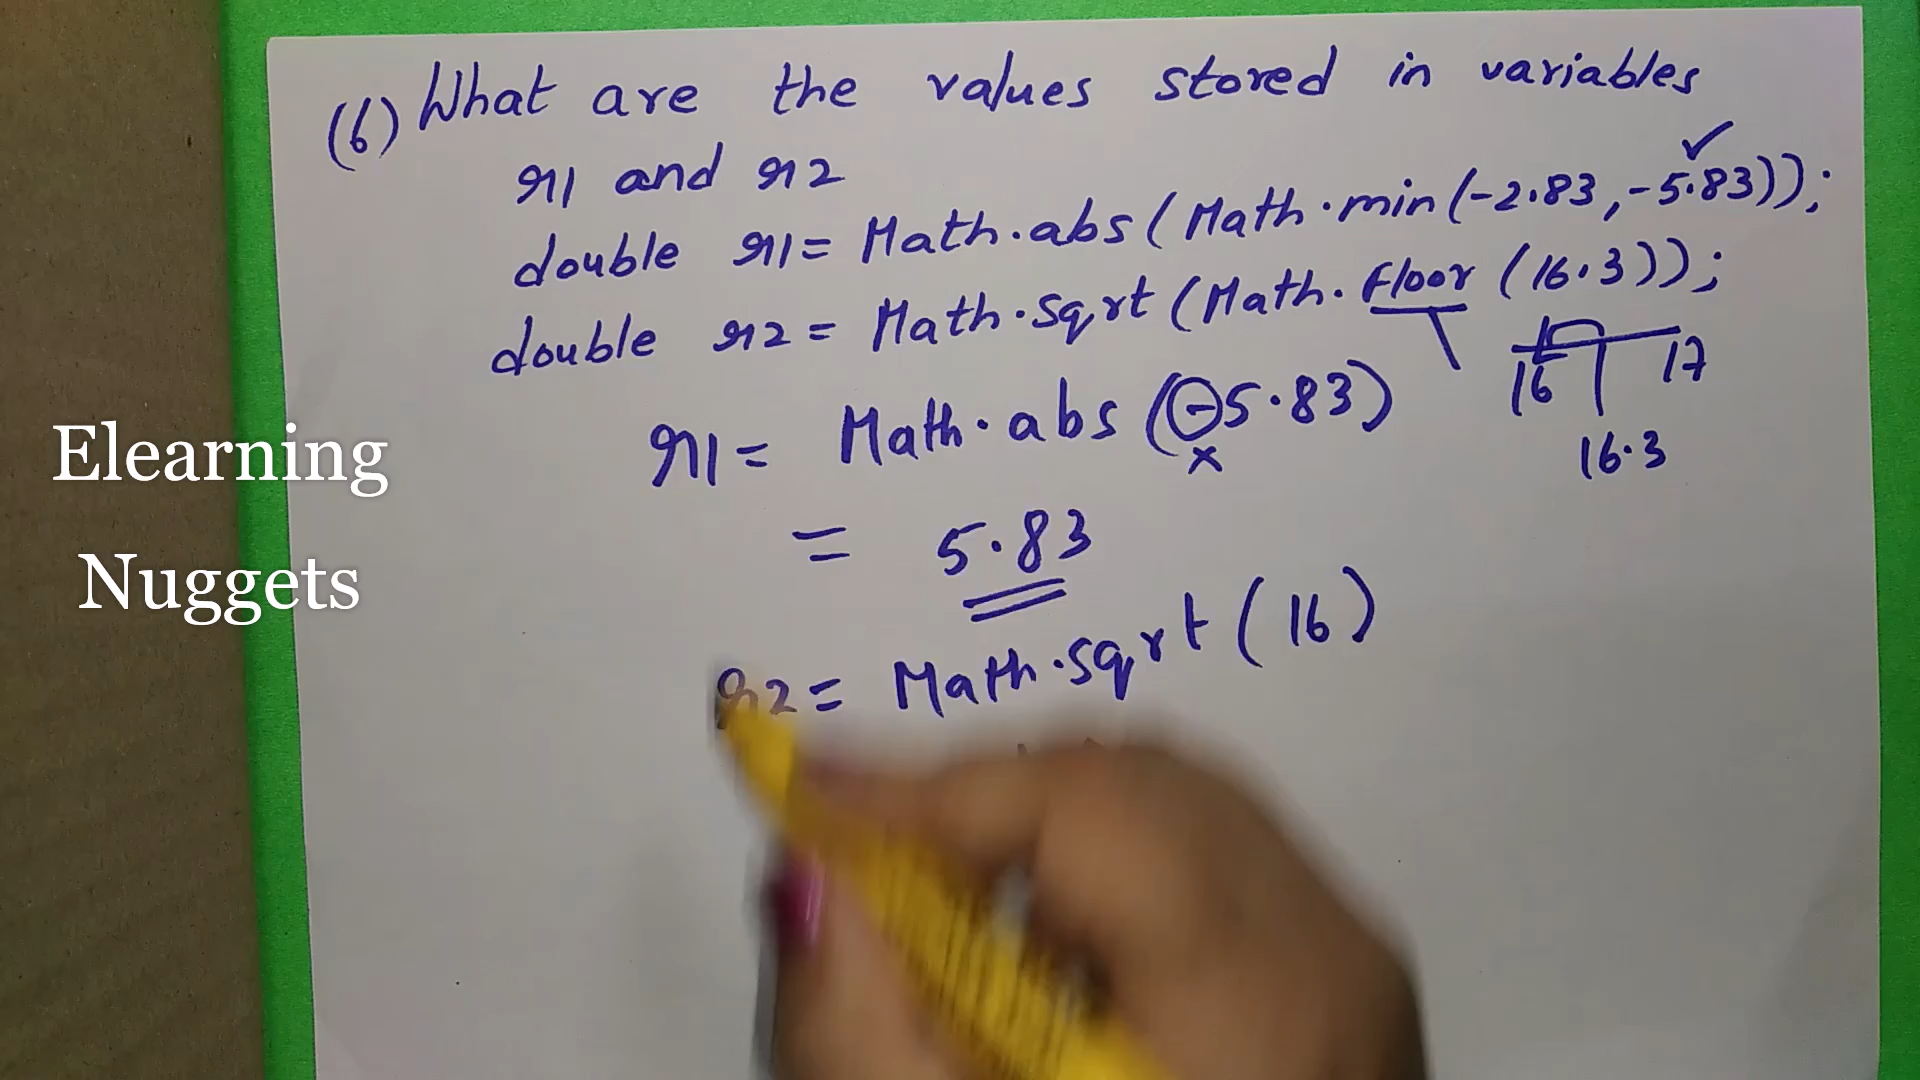 (6) What are the values stored in variables
r1 and r2
double r1 = Math.abs(Math.min(-2.83, -5.83));
double r2 = Math.sqrt(Math.floor(16.3));
16 17
16.3
r1 = Math.abs(-5.83)
x
= 5.83
r2 = Math.sqrt(16)
Elearning
Nuggets